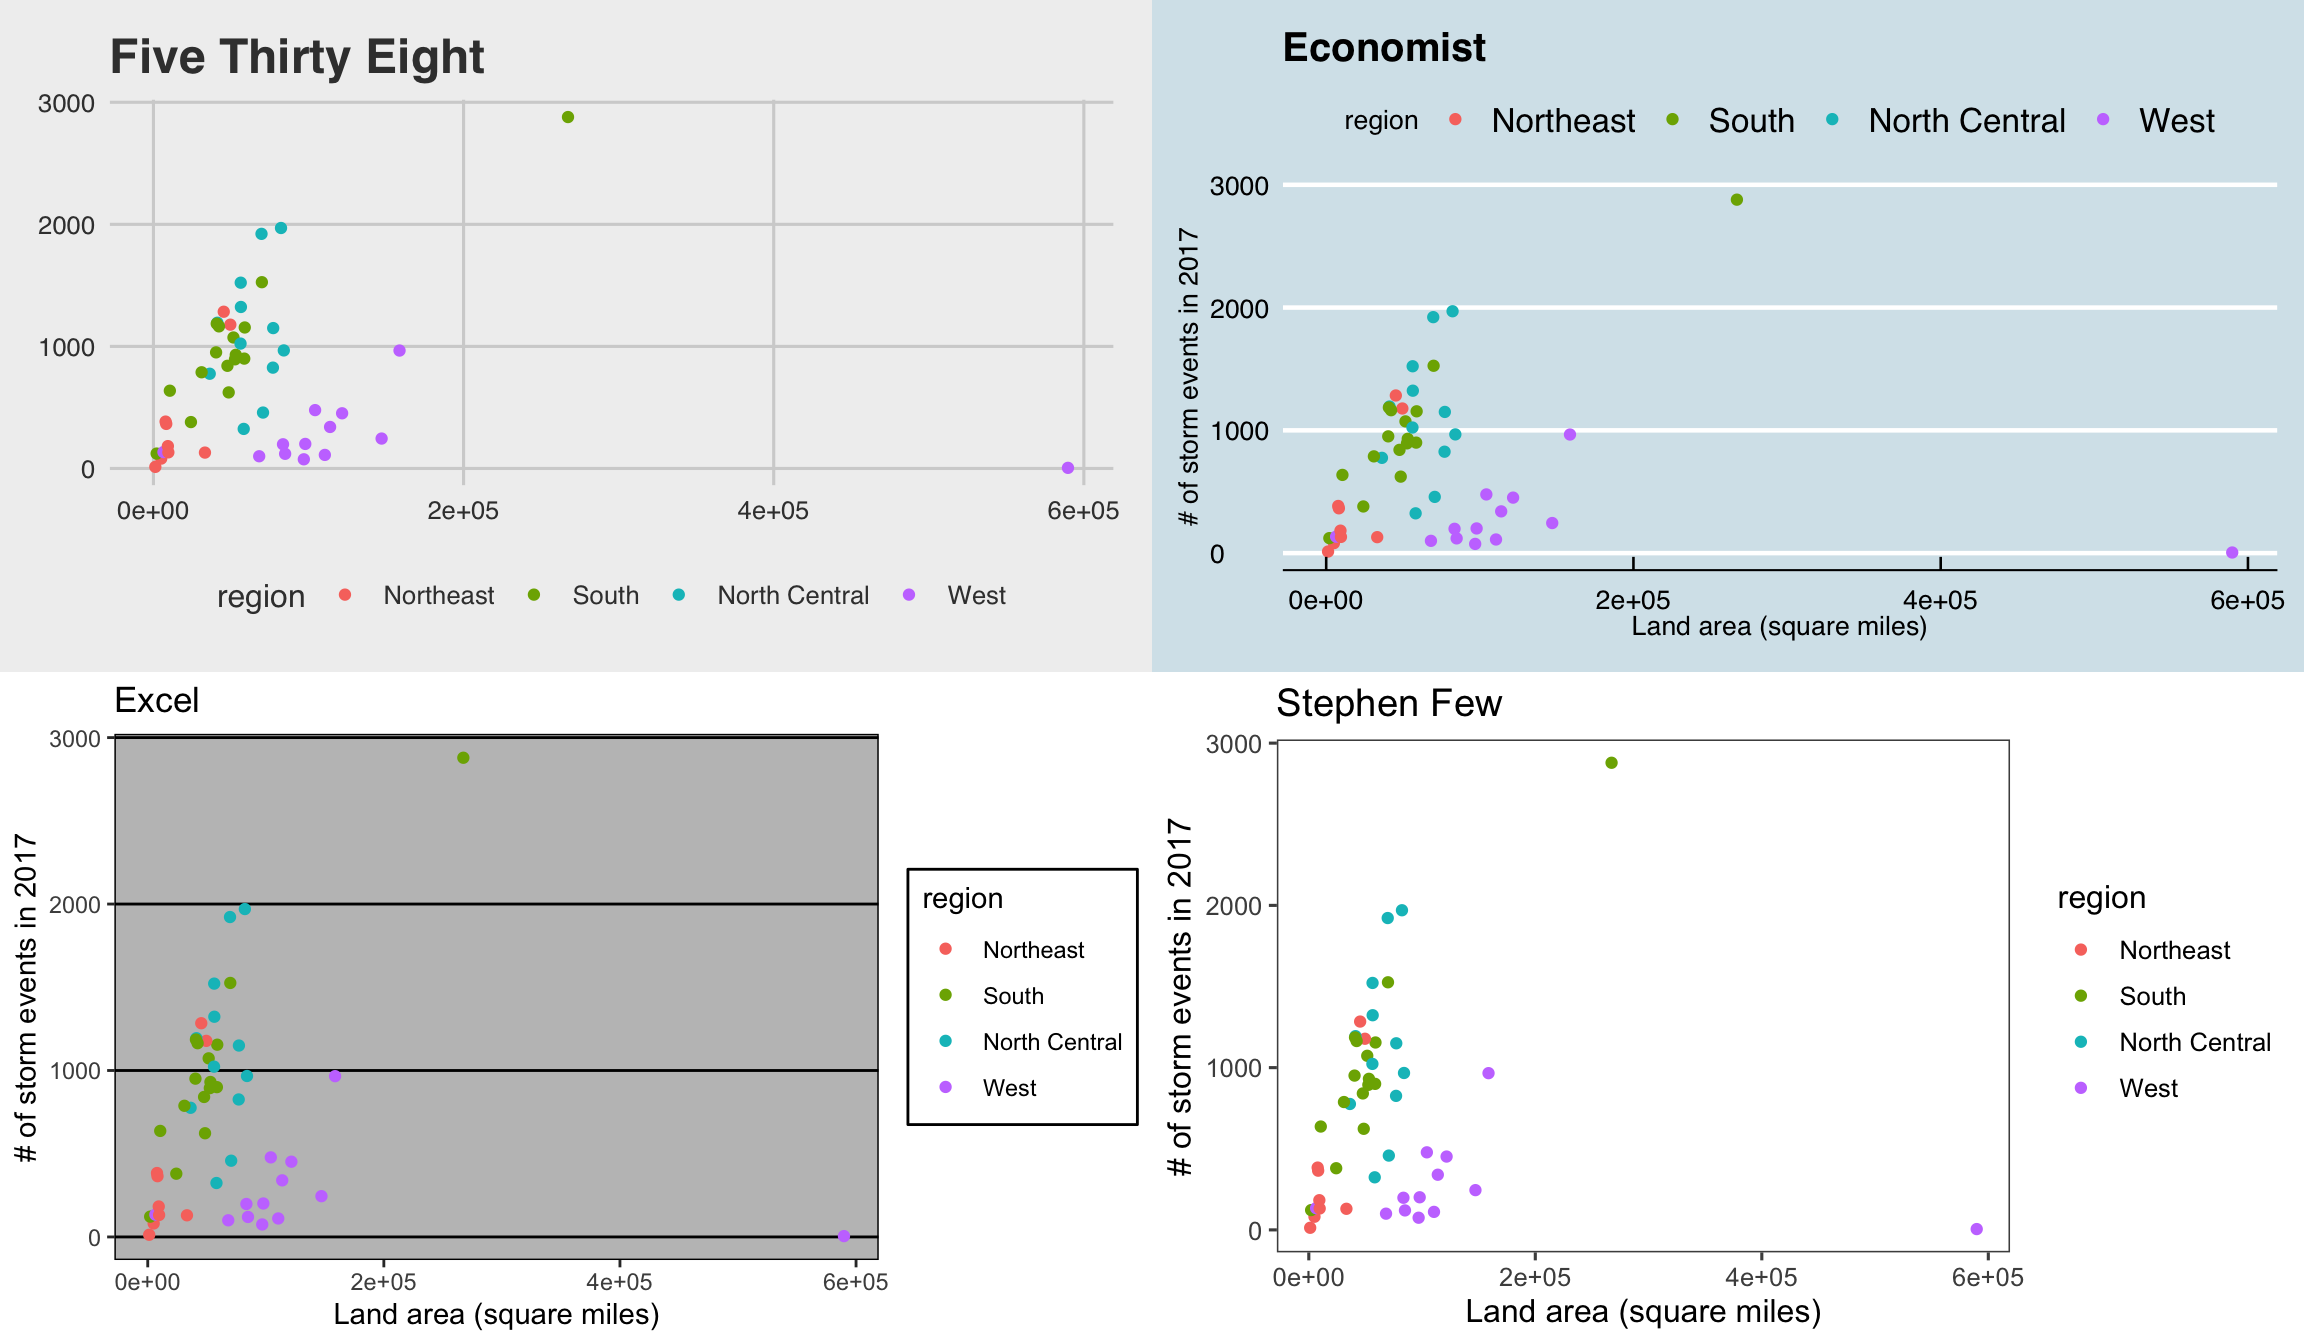 Five Thirty Eight
3000
2000
1000
0
0e+00 2e+05 4e+05 6e+05
region Northeast South North Central West
Economist
region Northeast South North Central West
# of storm events in 2017
3000
2000
1000
0
0e+00 2e+05 4e+05 6e+05
Land area (square miles)
Excel
# of storm events in 2017
3000
2000
1000
0
0e+00 2e+05 4e+05 6e+05
Land area (square miles)
region
Northeast
South
North Central
West
Stephen Few
# of storm events in 2017
3000
2000
1000
0
0e+00 2e+05 4e+05 6e+05
Land area (square miles)
region
Northeast
South
North Central
West